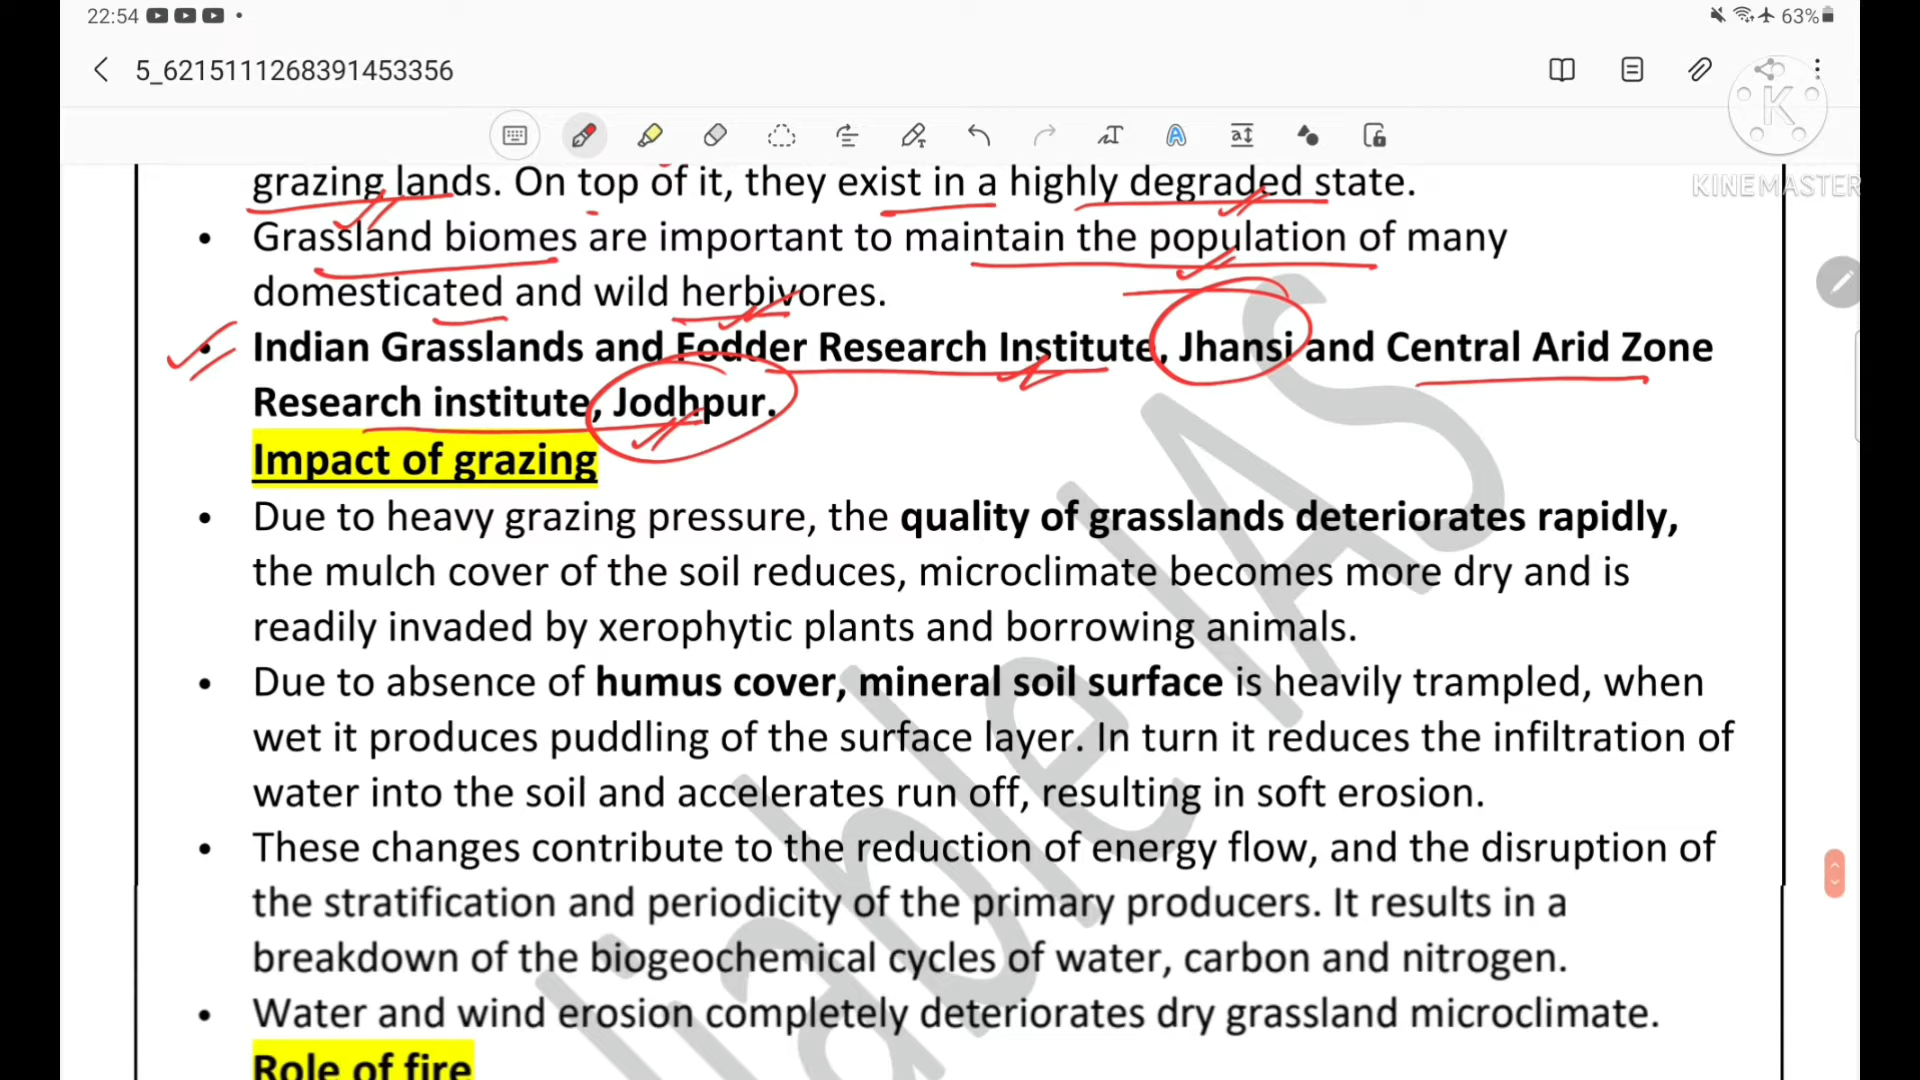 22:54
63%
5_6215111268391453356
K
KINEMASTER
grazing lands. On top of it, they exist in a highly degraded state.
• Grassland biomes are important to maintain the population of many
domesticated and wild herbivores.
• Indian Grasslands and Fodder Research Institute, Jhansi and Central Arid Zone
Research institute, Jodhpur.
Impact of grazing
• Due to heavy grazing pressure, the quality of grasslands deteriorates rapidly,
the mulch cover of the soil reduces, microclimate becomes more dry and is
readily invaded by xerophytic plants and borrowing animals.
• Due to absence of humus cover, mineral soil surface is heavily trampled, when
wet it produces puddling of the surface layer. In turn it reduces the infiltration of
water into the soil and accelerates run off, resulting in soft erosion.
• These changes contribute to the reduction of energy flow, and the disruption of
the stratification and periodicity of the primary producers. It results in a
breakdown of the biogeochemical cycles of water, carbon and nitrogen.
• Water and wind erosion completely deteriorates dry grassland microclimate.
Role of fire
liable IAS